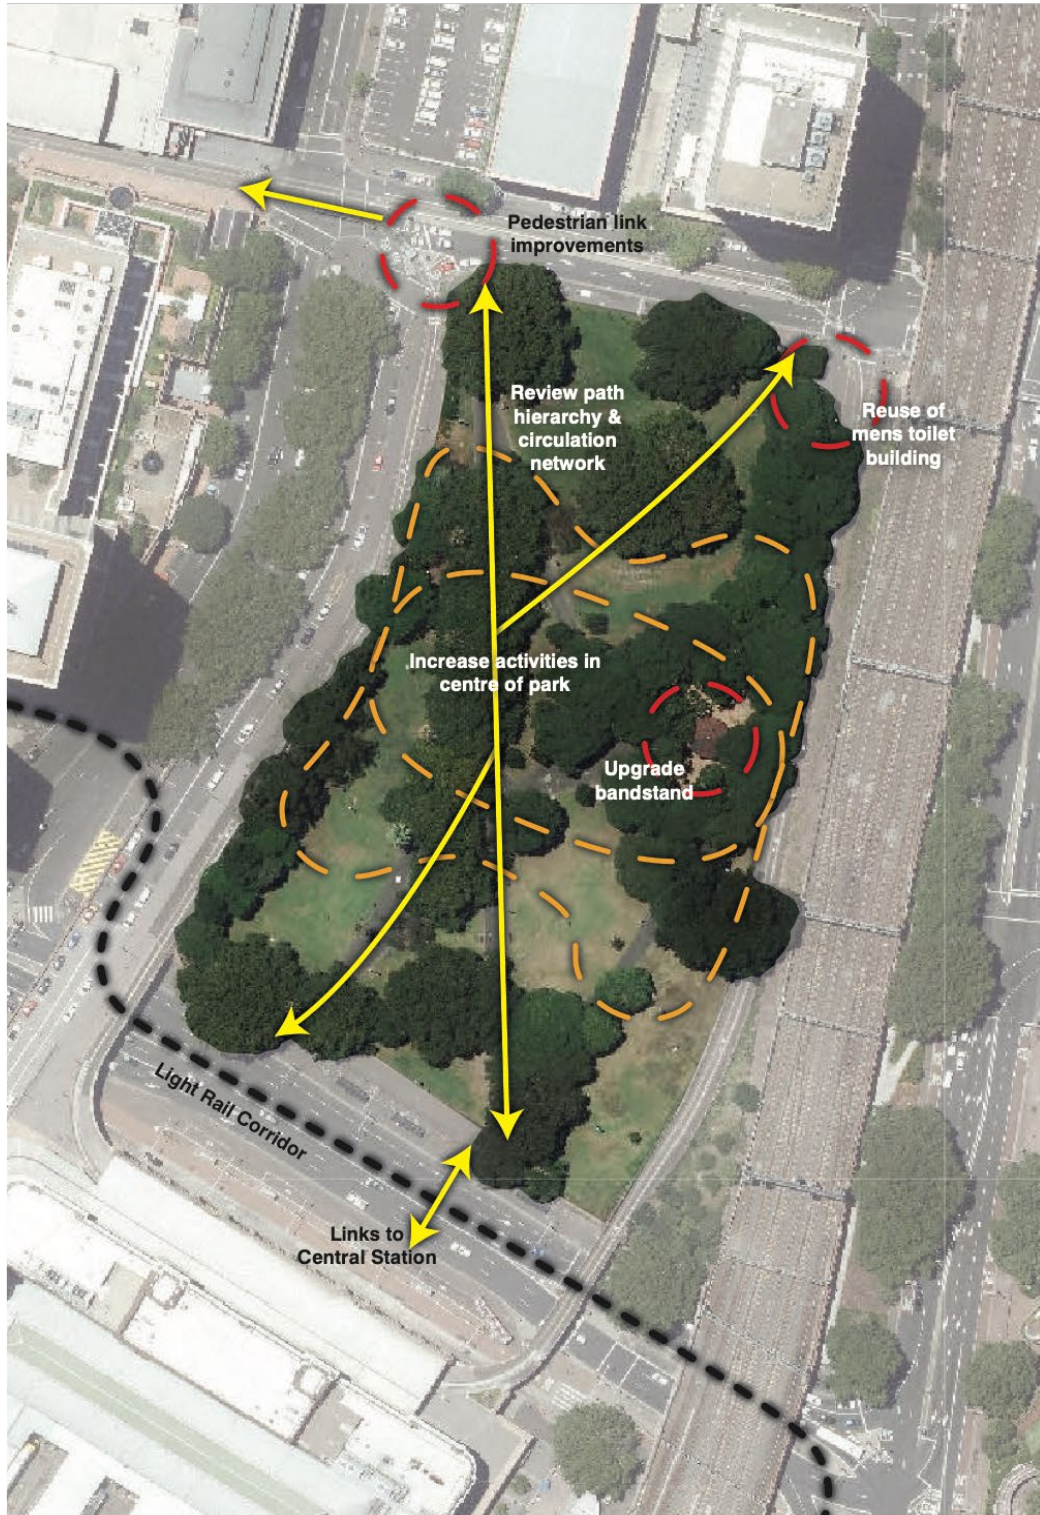 Pedestrian link
improvements
Review path
hierarchy &
circulation
network
Reuse of
mens toilet
building
Increase activities in
centre of park
Upgrade
bandstand
Light Rail Corridor
Links to
Central Station